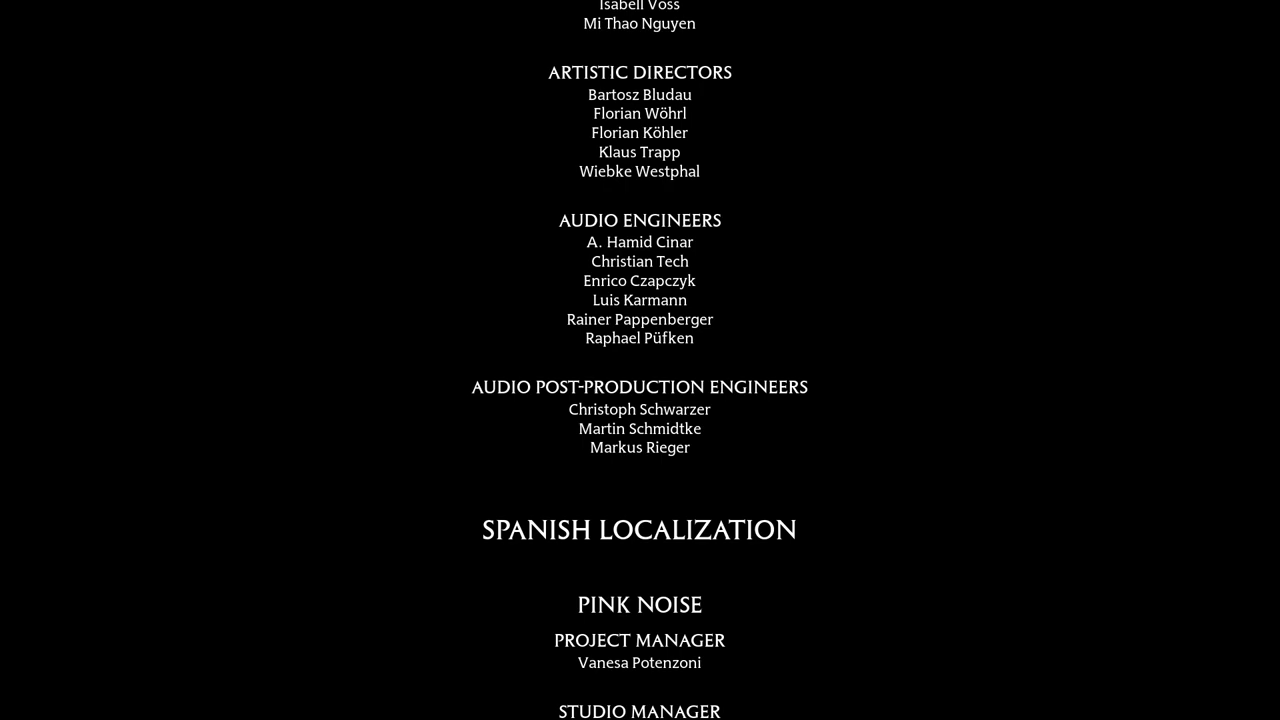 Isabell Voss
Mi Thao Nguyen
ARTISTIC DIRECTORS
Bartosz Bludau
Florian Wöhrl
Florian Köhler
Klaus Trapp
Wiebke Westphal
AUDIO ENGINEERS
A. Hamid Cinar
Christian Tech
Enrico Czapczyk
Luis Karmann
Rainer Pappenberger
Raphael Püfken
AUDIO POST-PRODUCTION ENGINEERS
Christoph Schwarzer
Martin Schmidtke
Markus Rieger
SPANISH LOCALIZATION
PINK NOISE
PROJECT MANAGER
Vanesa Potenzoni
STUDIO MANAGER